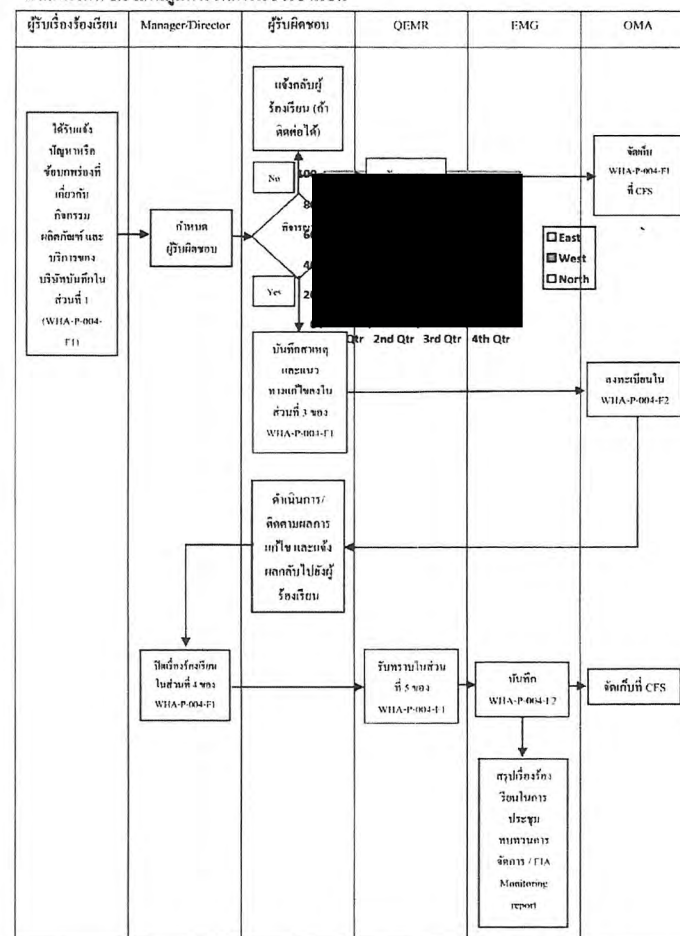 ผู้รับเรื่องร้องเรียน
Manager/Director
ผู้รับผิดชอบ
QEMR
EMG
OMA
แจ้งกลับผู้
ร้องเรียน (ถ้า
ติดต่อได้)
ได้รับแจ้ง
ปัญหาหรือ
ข้อบกพร่องที่
เกี่ยวกับ
กิจกรรม
ผลิตภัณฑ์ และ
บริการของ
บริษัทบันทึกใน
ส่วนที่ 1
(WHA-P-004-
F1)
กำหนด
ผู้รับผิดชอบ
No
Yes
จัดเก็บ
WHA-P-004-F1
ที่ CFS
East
West
North
Qtr
2nd Qtr
3rd Qtr
4th Qtr
บันทึกสาเหตุ
และแนว
ทางแก้ไขลงใน
ส่วนที่ 3 ของ
WHA-P-004-F1
ลงทะเบียนใน
WHA-P-004-F2
ดำเนินการ/
ติดตามผลการ
แก้ไข และแจ้ง
ผลกลับไปยังผู้
ร้องเรียน
ปิดเรื่องร้องเรียน
ในส่วนที่ 4 ของ
WHA-P-004-F1
รับทราบในส่วน
ที่ 5 ของ
WHA-P-004-F1
บันทึก
WHA-P-004-F2
จัดเก็บที่ CFS
สรุปเรื่องร้อง
เรียนในการ
ประชุม
ทบทวนการ
จัดการ / EIA
Monitoring
report